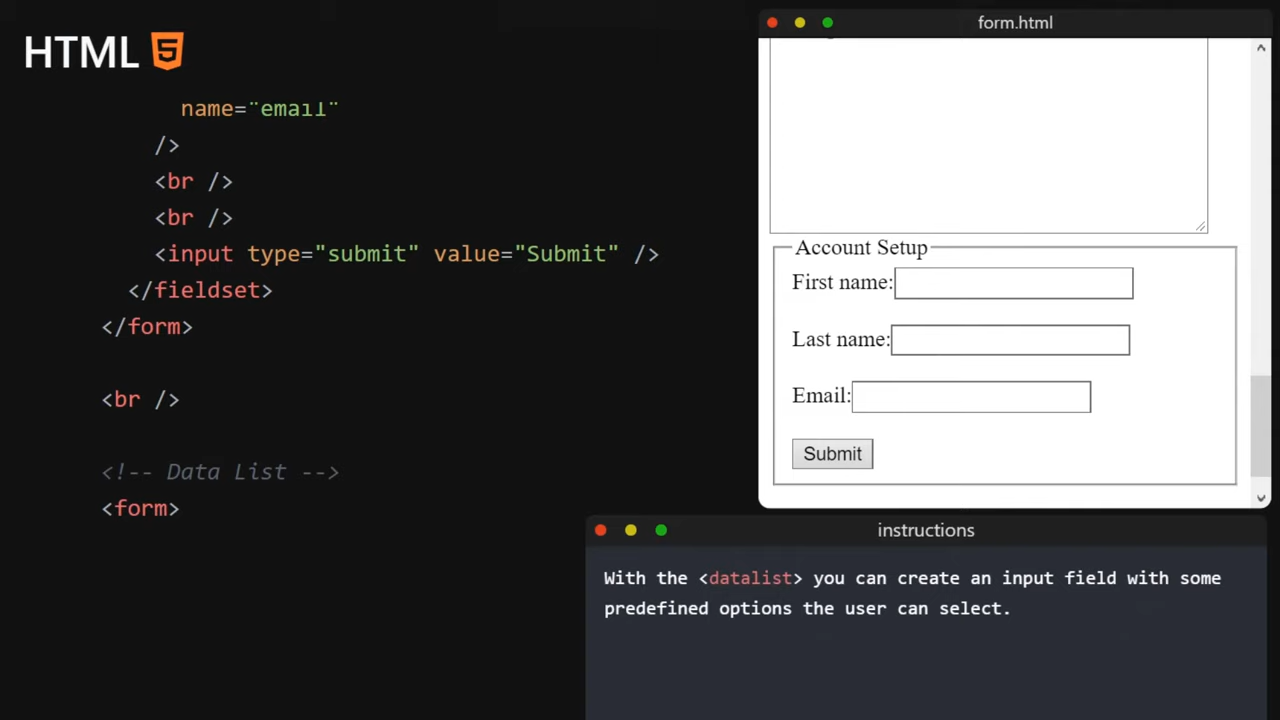 HTML 5
name="email"
/>
<br />
<br />
<input type="submit" value="Submit" />
</fieldset>
</form>
<br />
<!-- Data List -->
<form>
form.html
Account Setup
First name:
Last name:
Email:
Submit
instructions
With the <datalist> you can create an input field with some
predefined options the user can select.